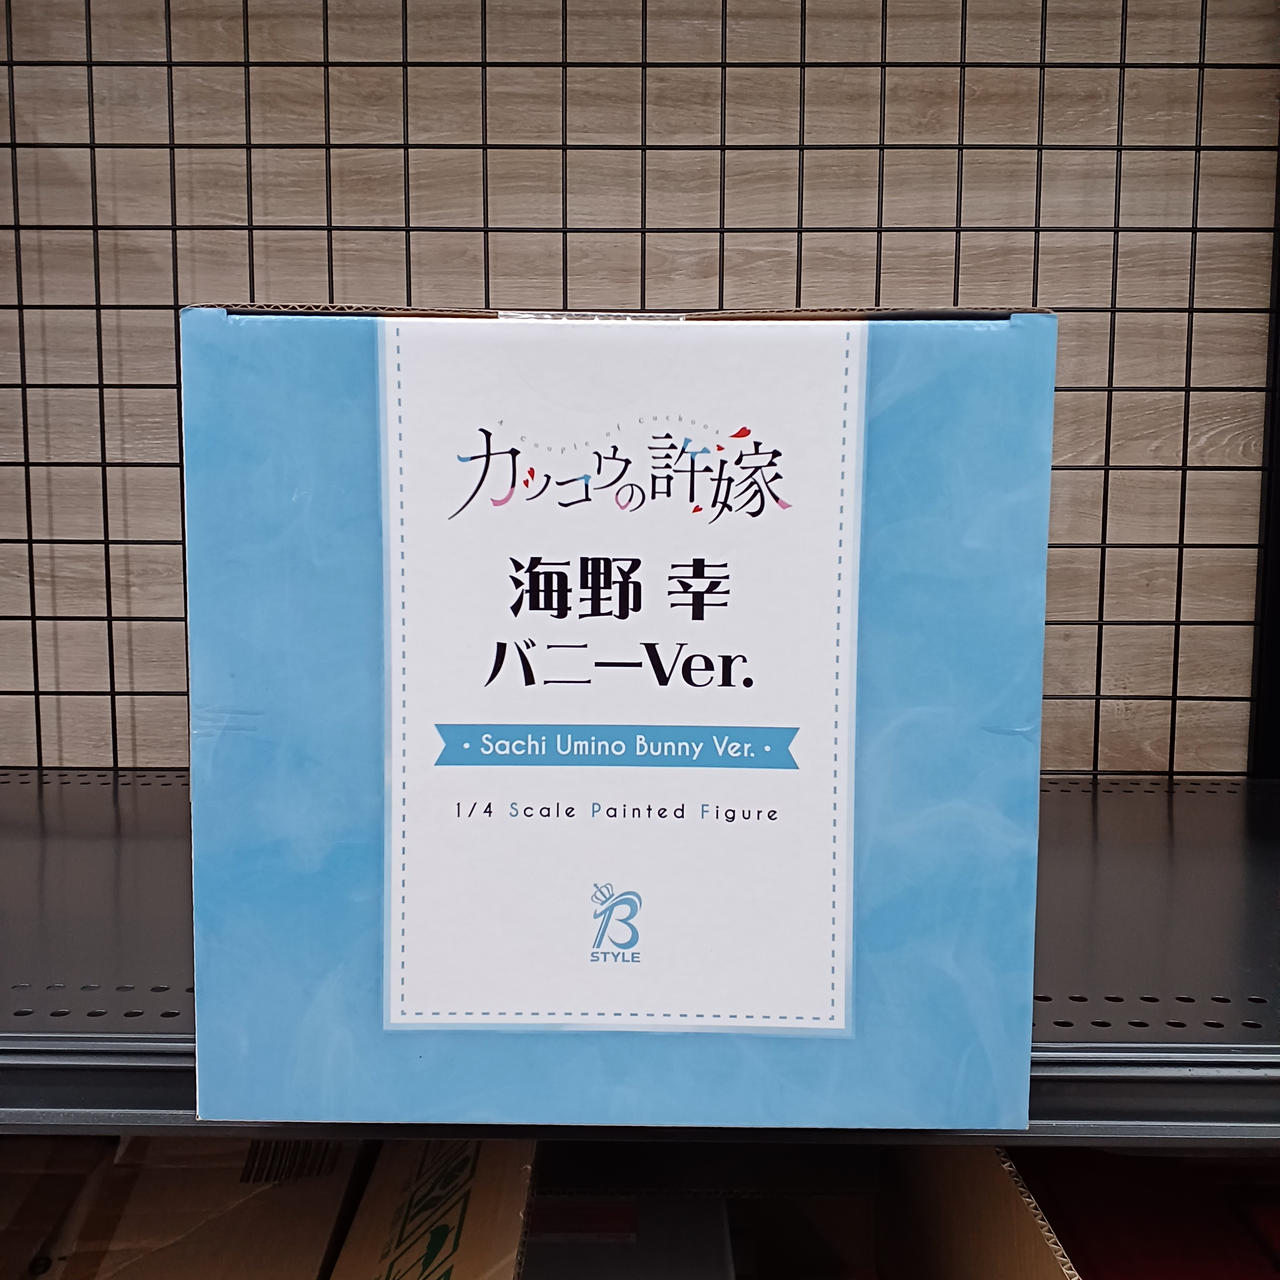 A Couple of Cuckoos
カッコウの許嫁
海野 幸
バニーVer.
• Sachi Umino Bunny Ver. •
1/4 Scale Painted Figure
B
STYLE